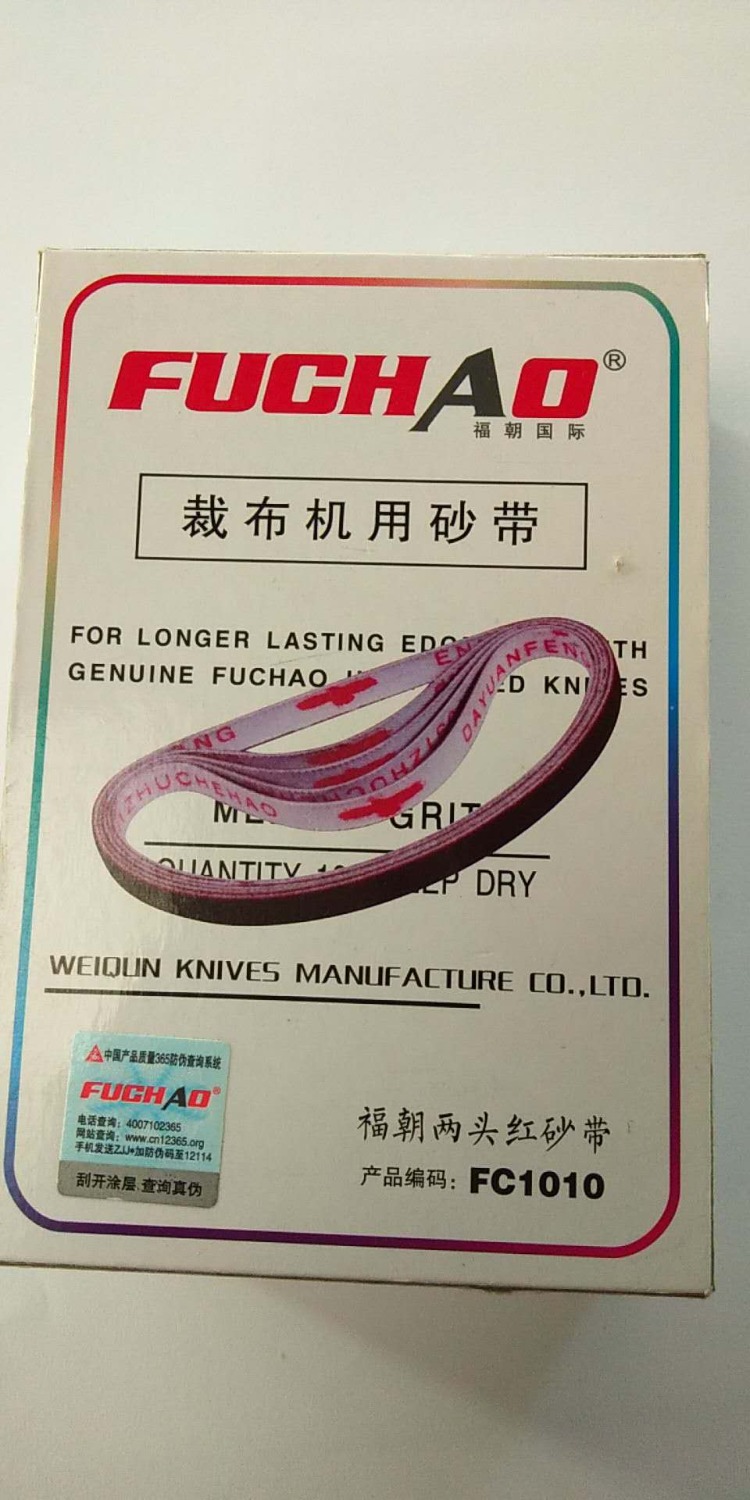 FUCHAO®
福朝国际
裁布机用砂带
FOR LONGER LASTING TH
GENUINE FUCHAO
DAYUANFENG
ZHUCHEHAO
GRIT
QUANTITY DRY
WEIQUN KNIVES MANUFACTURE CO.,LTD.
中国产品质量365防伪查询系统
FUCHAO®
电话查询：4007102365
网站查询：www.cn12365.org
手机发送ZJJ*加防伪码至12114
刮开涂层.查询真伪
福朝两头红砂带
产品编码：FC1010